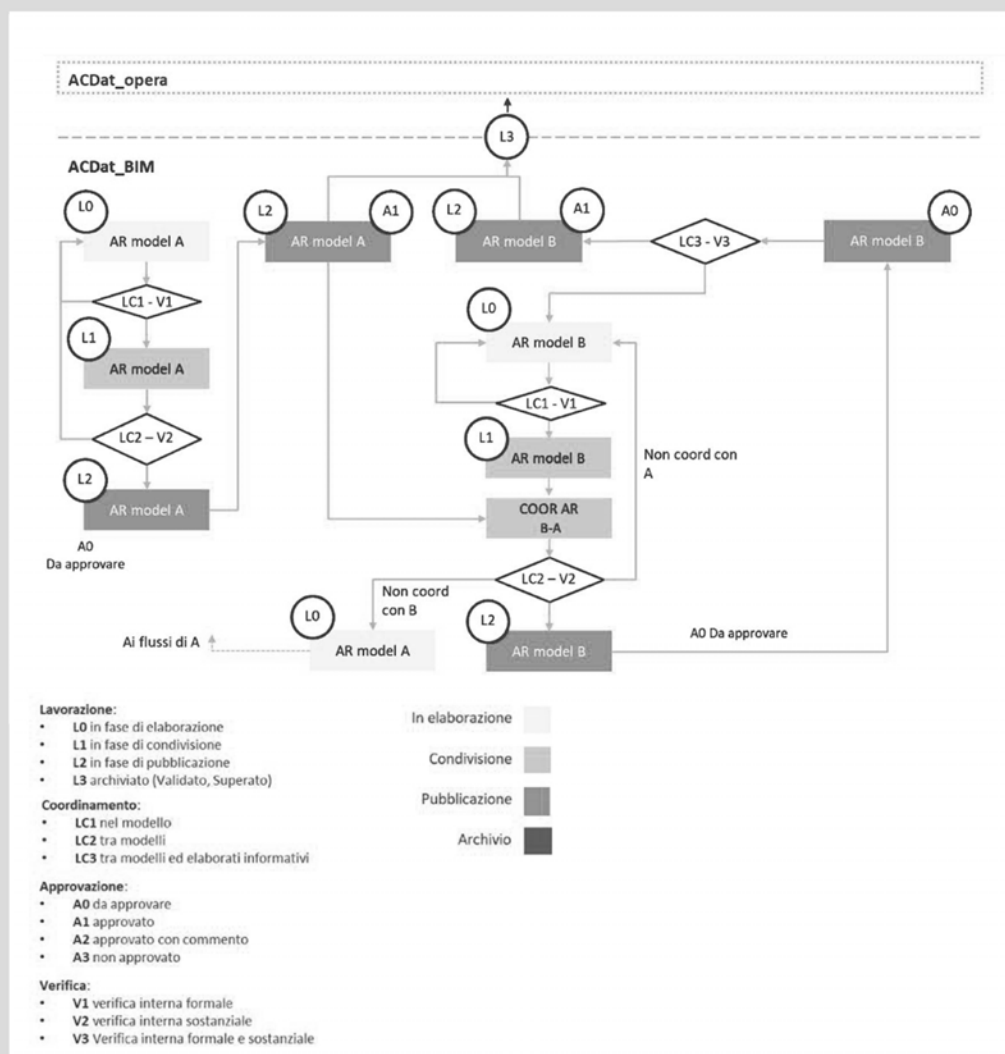 ACDat_opera
L3
ACDat_BIM
L0
AR model A
LC1 - V1
L1
AR model A
LC2 – V2
L2
AR model A
A0
Da approvare
L2
A1
AR model A
L2
A1
AR model B
LC3 - V3
A0
AR model B
L0
AR model B
LC1 - V1
L1
AR model B
COOR AR
B-A
LC2 – V2
Non coord con
A
Non coord
con B
L0
AR model A
Ai flussi di A
L2
AR model B
A0 Da approvare
Lavorazione:
• L0 in fase di elaborazione
• L1 in fase di condivisione
• L2 in fase di pubblicazione
• L3 archiviato (Validato, Superato)
Coordinamento:
• LC1 nel modello
• LC2 tra modelli
• LC3 tra modelli ed elaborati informativi
Approvazione:
• A0 da approvare
• A1 approvato
• A2 approvato con commento
• A3 non approvato
Verifica:
• V1 verifica interna formale
• V2 verifica interna sostanziale
• V3 Verifica interna formale e sostanziale
In elaborazione
Condivisione
Pubblicazione
Archivio